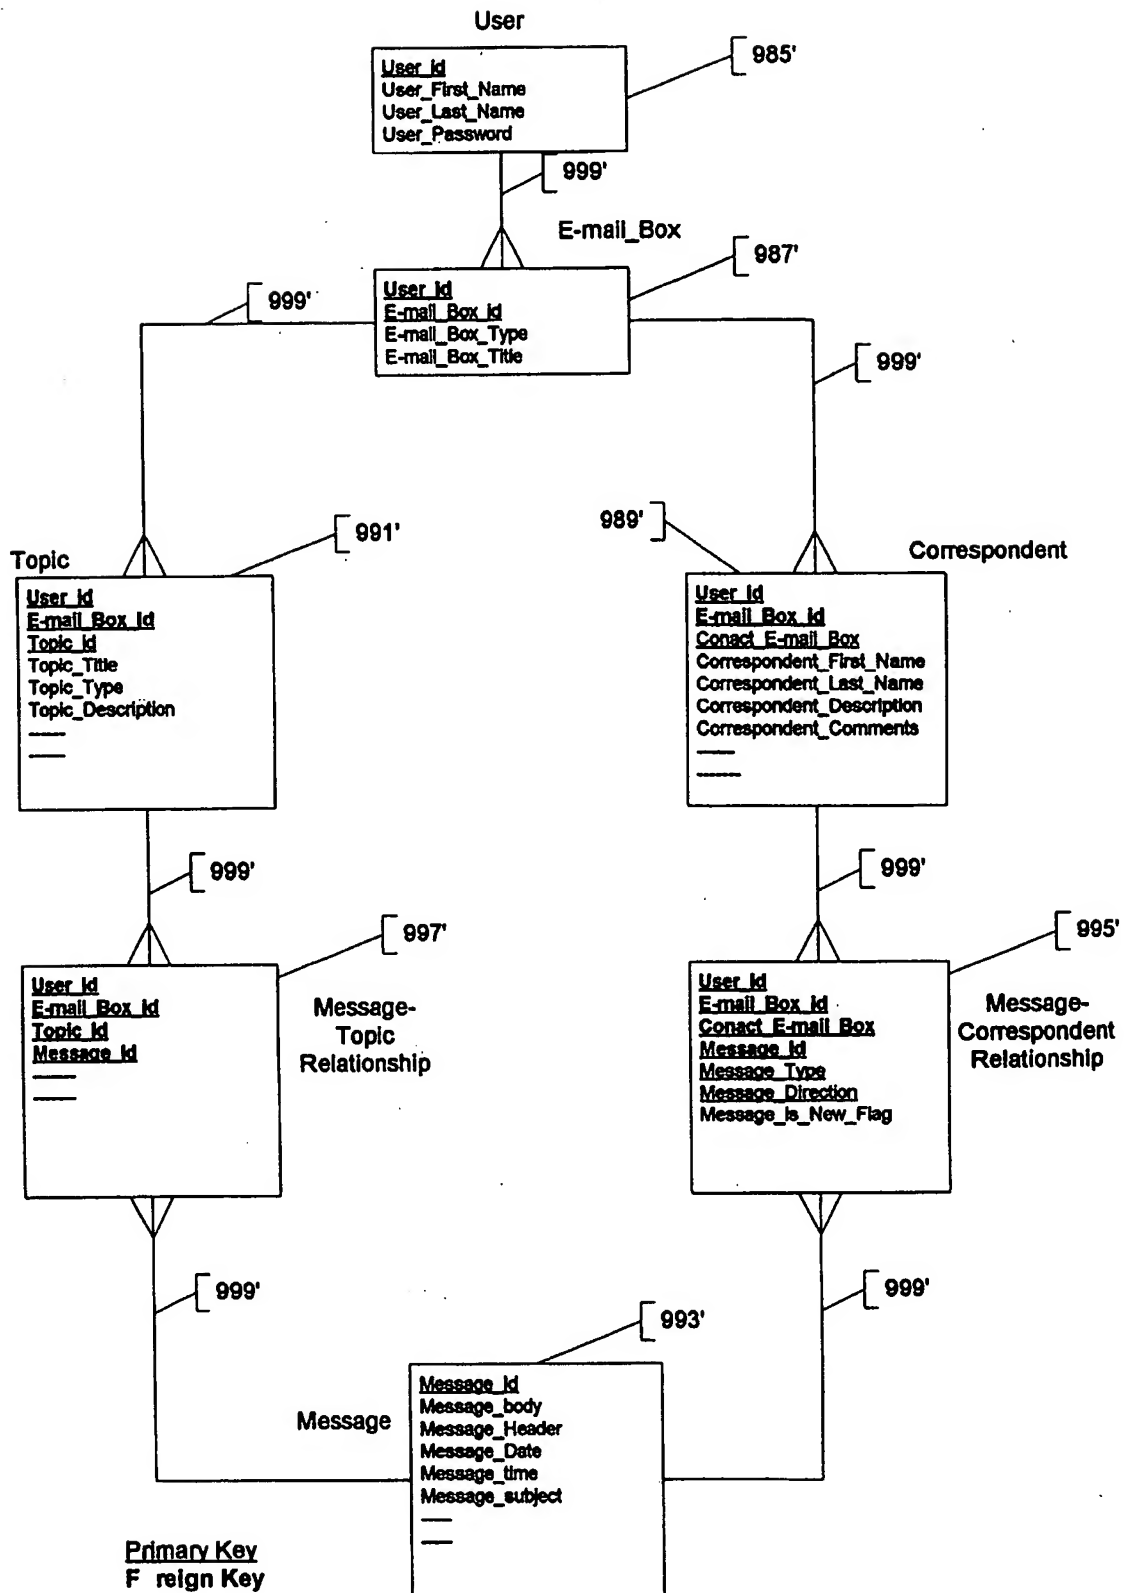 User
985'
User_id
User_First_Name
User_Last_Name
User_Password
999'
E-mail_Box
987'
User_id
E-mail_Box_id
E-mail_Box_Type
E-mail_Box_Title
999'
999'
Topic
991'
User_id
E-mail_Box_id
Topic_id
Topic_Title
Topic_Type
Topic_Description
989'
Correspondent
User_id
E-mail_Box_id
Conact_E-mail_Box
Correspondent_First_Name
Correspondent_Last_Name
Correspondent_Description
Correspondent_Comments
999'
999'
997'
User_id
E-mail_Box_id
Topic_id
Message_id
Message-
Topic
Relationship
995'
User_id
E-mail_Box_id
Conact_E-mail_Box
Message_id
Message_Type
Message_Direction
Message_Is_New_Flag
Message-
Correspondent
Relationship
999'
999'
993'
Message
Message_id
Message_body
Message_Header
Message_Date
Message_time
Message_subject
Primary Key
F reign Key